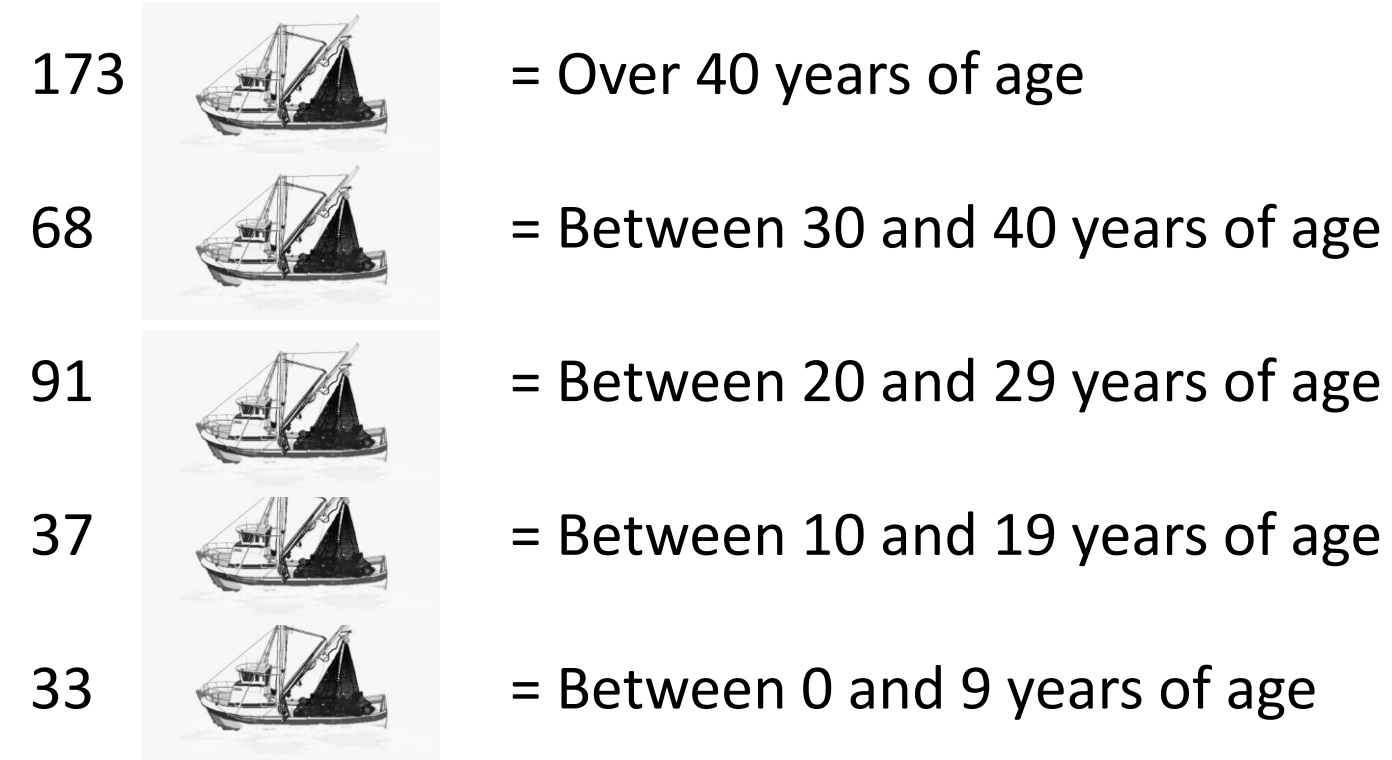 173 = Over 40 years of age
68 = Between 30 and 40 years of age
91 = Between 20 and 29 years of age
37 = Between 10 and 19 years of age
33 = Between 0 and 9 years of age